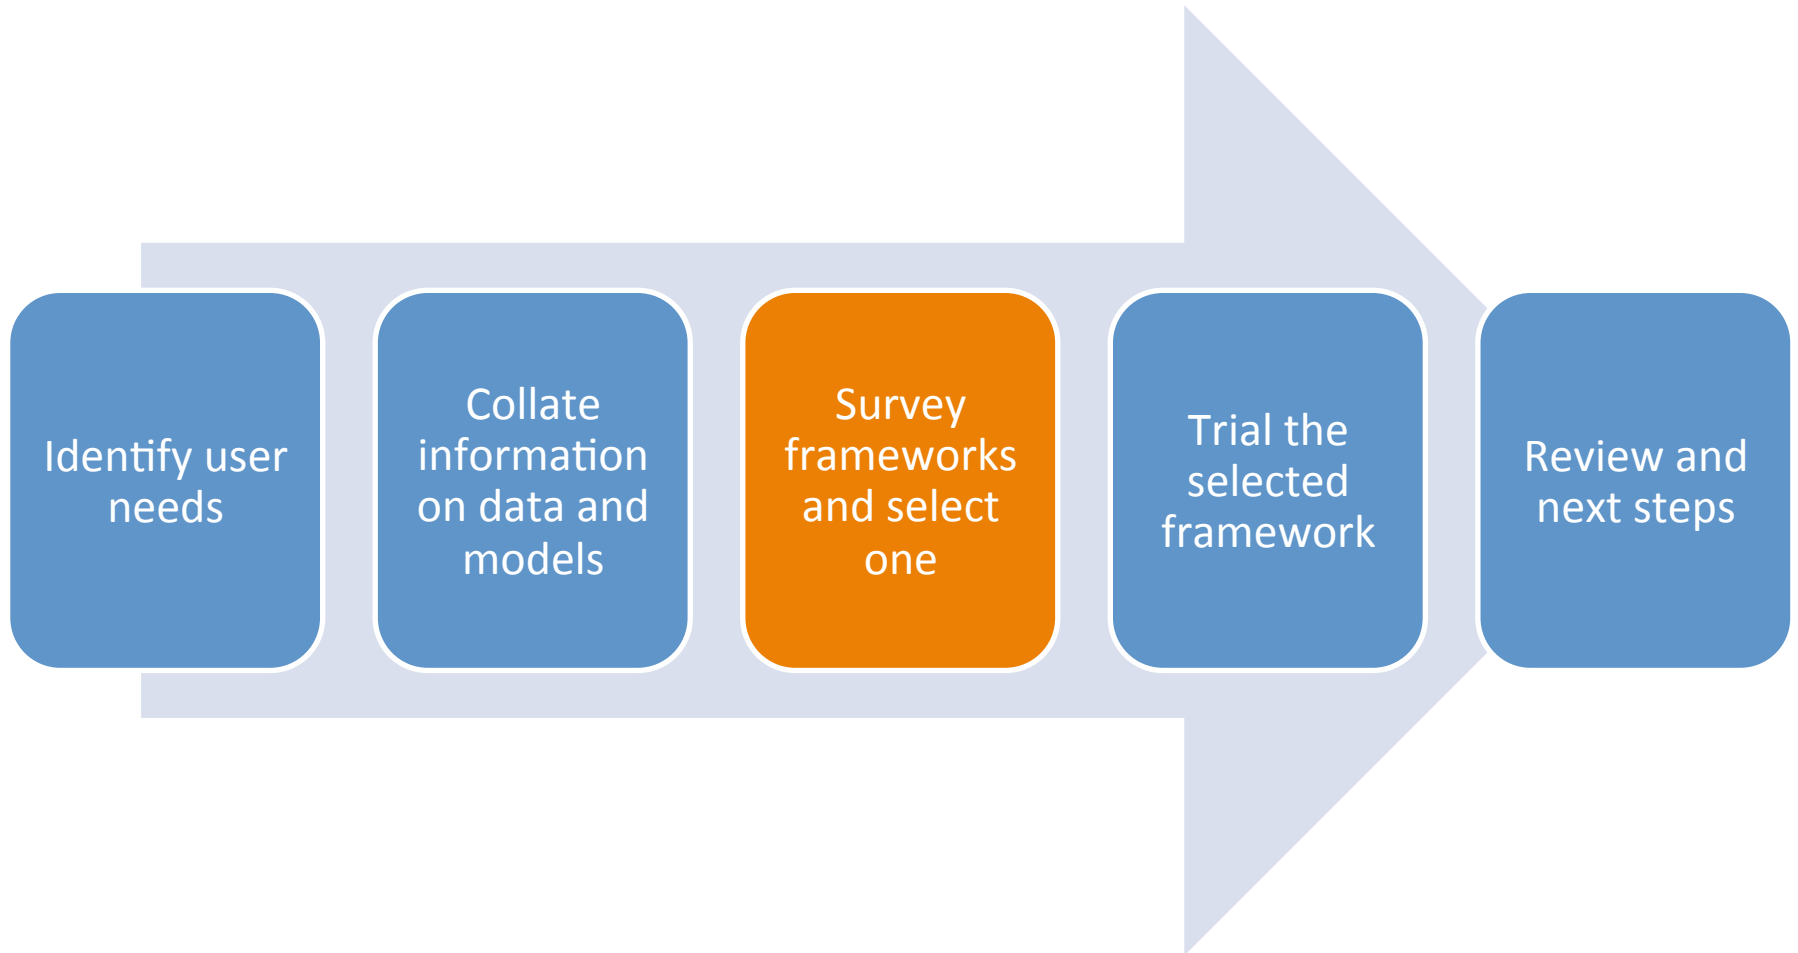 Identify user
needs
Collate
information
on data and
models
Survey
frameworks
and select
one
Trial the
selected
framework
Review and
next steps